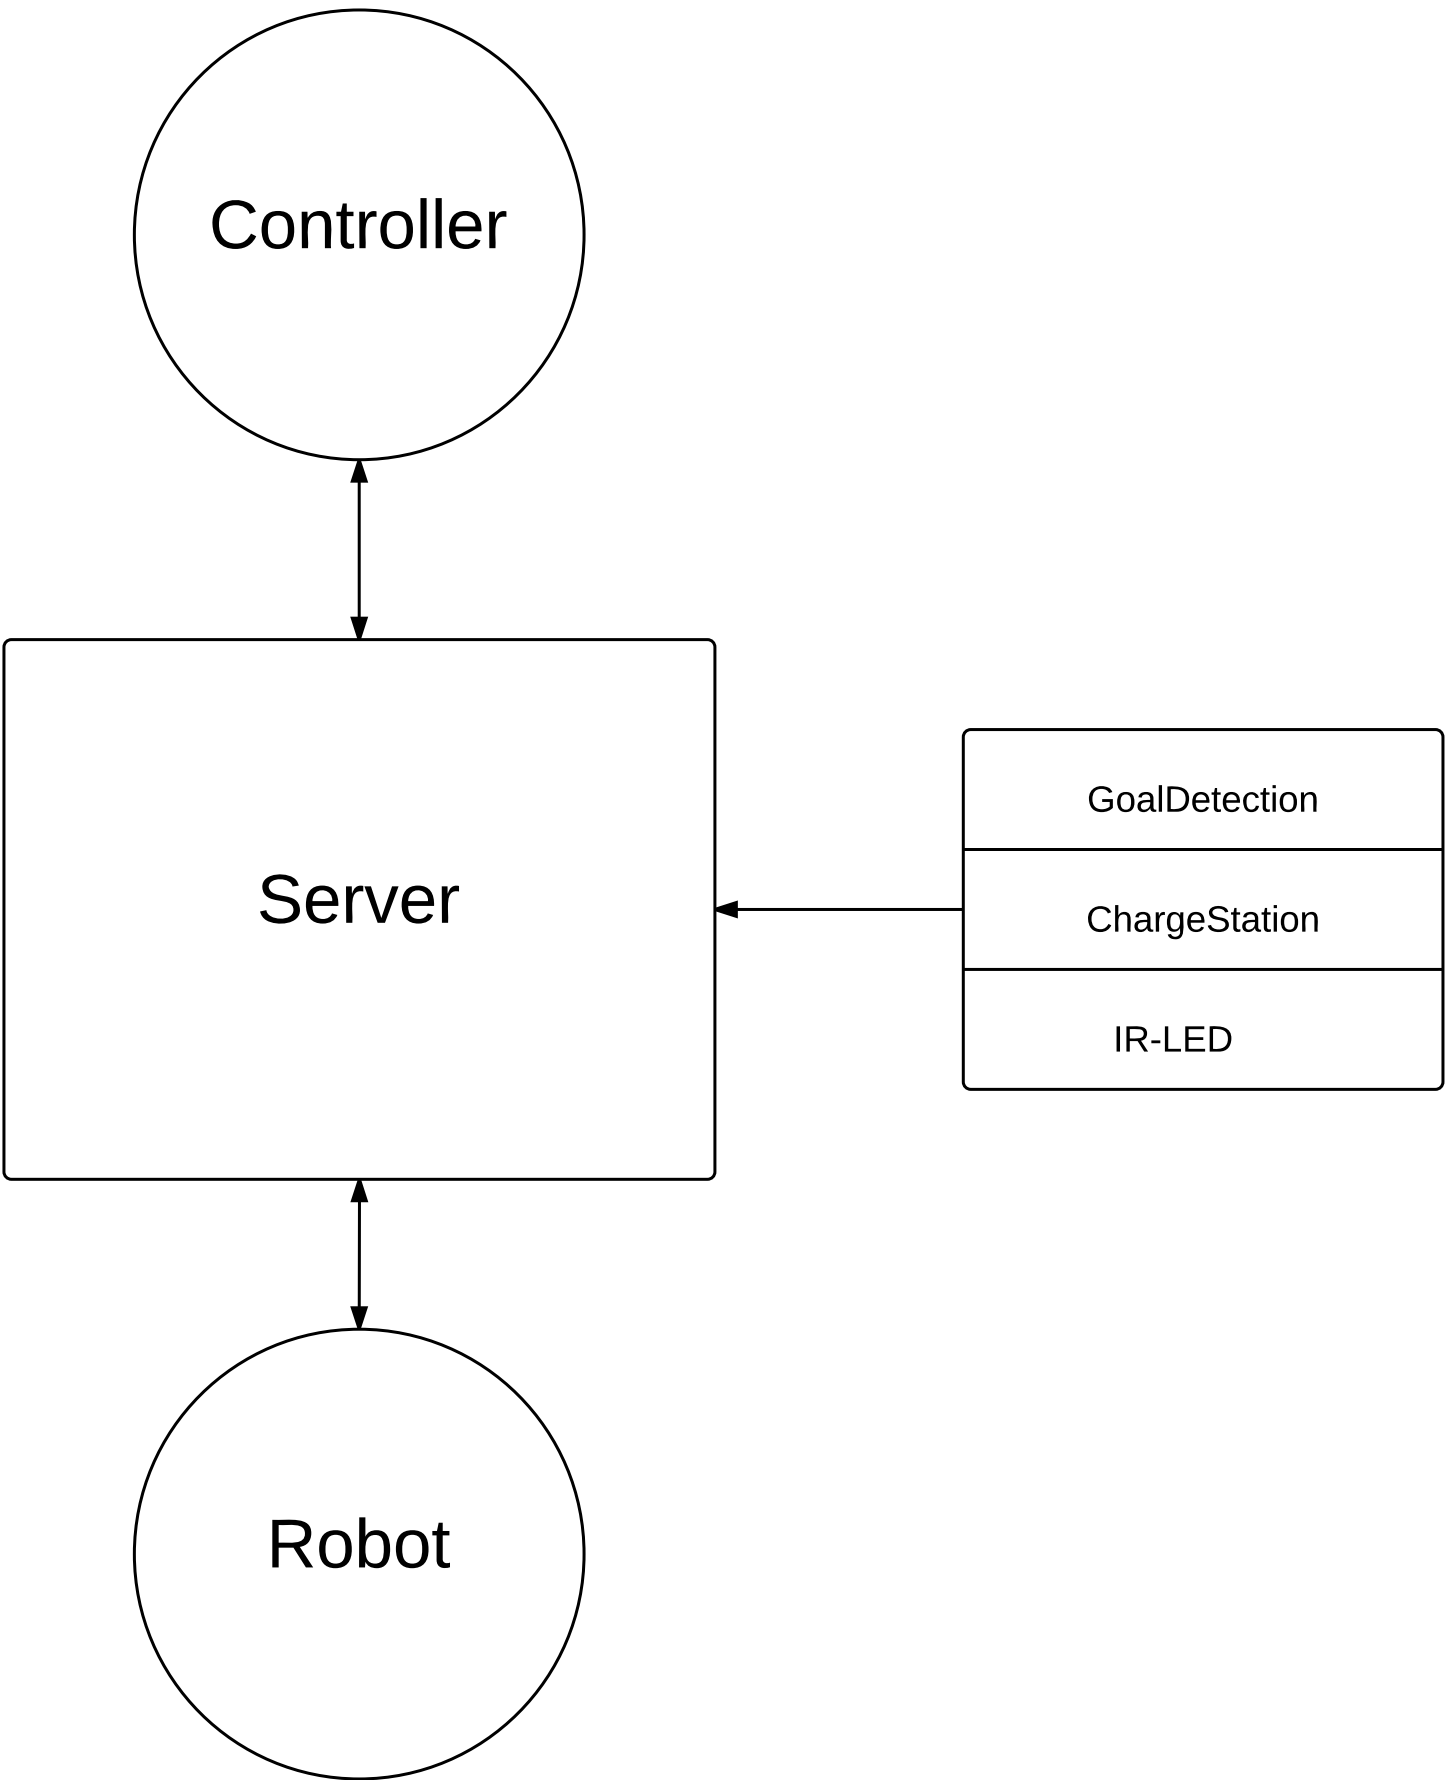 Controller
Server
GoalDetection
ChargeStation
IR-LED
Robot